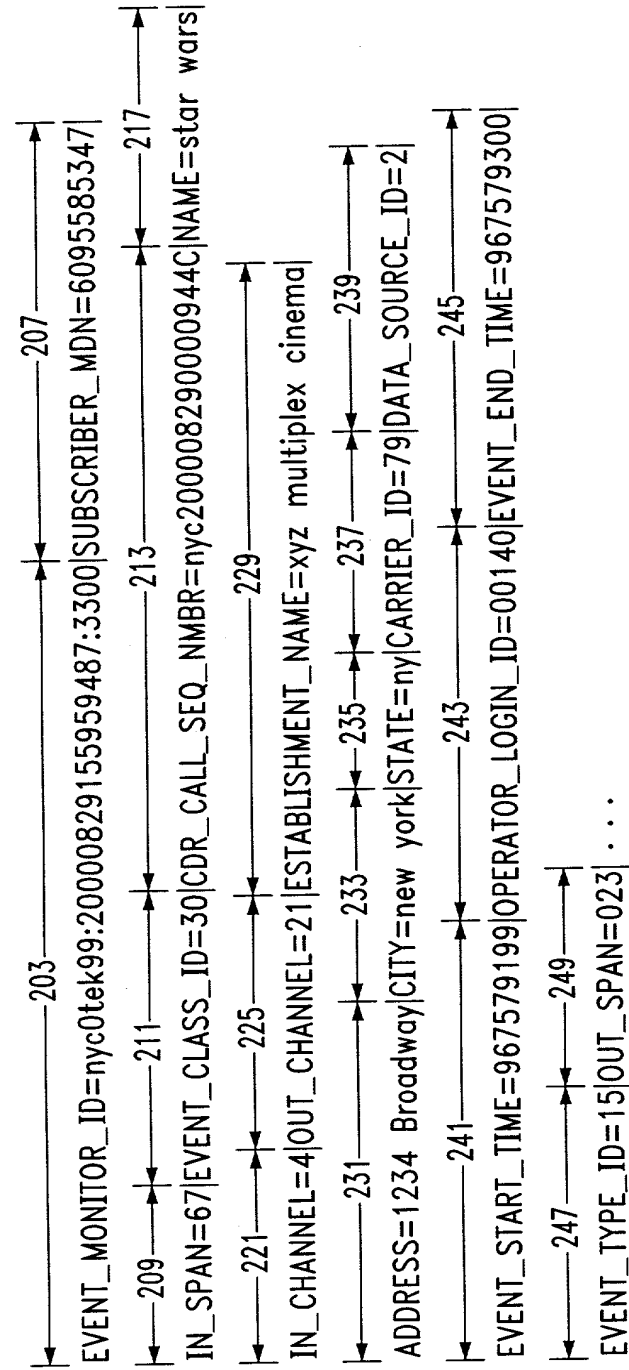 203 207
EVENT_MONITOR_ID=nyc0tek99:20000829155959487:3300|SUBSCRIBER_MDN=6095585347|
209 211 213 217
IN_SPAN=67|EVENT_CLASS_ID=30|CDR_CALL_SEQ_NMBR=nyc200008290000944C|NAME=star wars|
221 225 229
IN_CHANNEL=4|OUT_CHANNEL=21|ESTABLISHMENT_NAME=xyz multiplex cinema|
231 233 235 237 239
ADDRESS=1234 Broadway|CITY=new york|STATE=ny|CARRIER_ID=79|DATA_SOURCE_ID=2|
241 243 245
EVENT_START_TIME=967579199|OPERATOR_LOGIN_ID=00140|EVENT_END_TIME=967579300|
247 249
EVENT_TYPE_ID=15|OUT_SPAN=023| ...